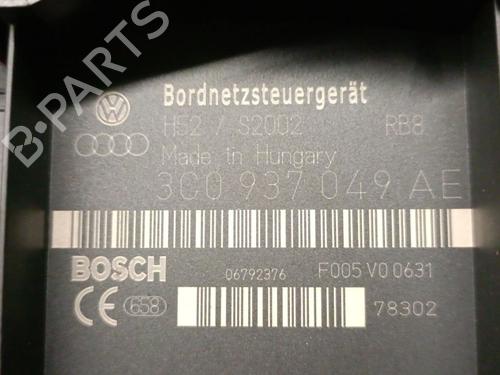 B-PARTS
Bordnetzsteuergerät
H52 / S2002 RB8
Made in Hungary
3C0 937 049 AE
BOSCH 06792376 F005 V0 0631
CE 658 78302